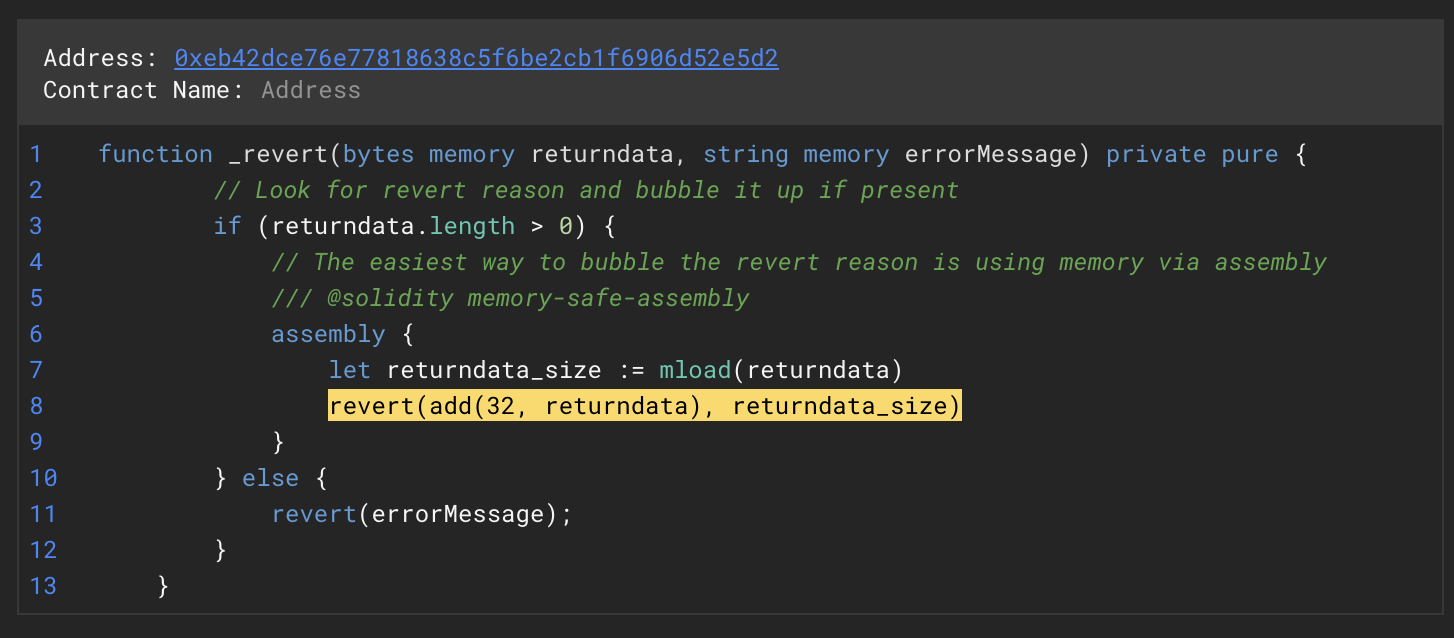 Address: 0xeb42dce76e77818638c5f6be2cb1f6906d52e5d2
Contract Name: Address
1 function _revert(bytes memory returndata, string memory errorMessage) private pure {
2 // Look for revert reason and bubble it up if present
3 if (returndata.length > 0) {
4 // The easiest way to bubble the revert reason is using memory via assembly
5 /// @solidity memory-safe-assembly
6 assembly {
7 let returndata_size := mload(returndata)
8 revert(add(32, returndata), returndata_size)
9 }
10 } else {
11 revert(errorMessage);
12 }
13 }